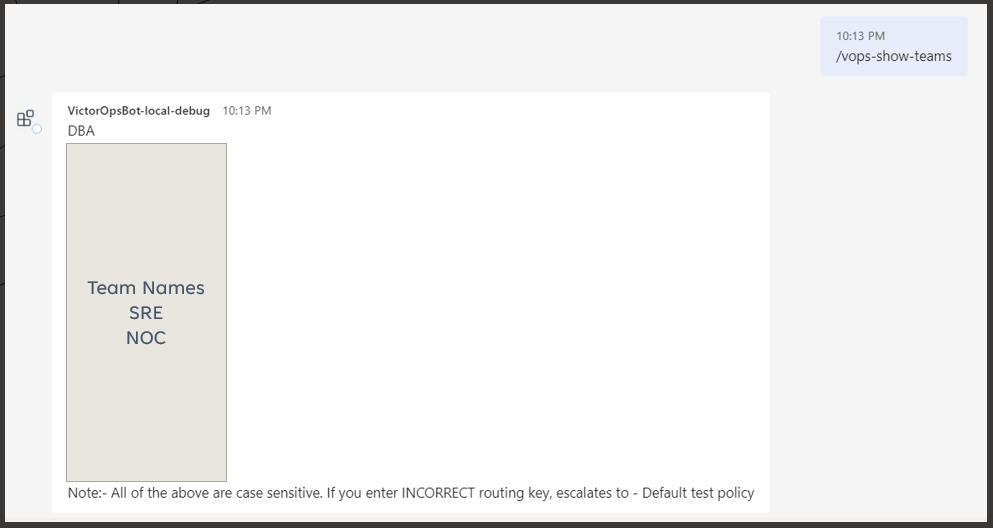 10:13 PM
/vops-show-teams
VictorOpsBot-local-debug 10:13 PM
DBA
Team Names
SRE
NOC
Note:- All of the above are case sensitive. If you enter INCORRECT routing key, escalates to - Default test policy